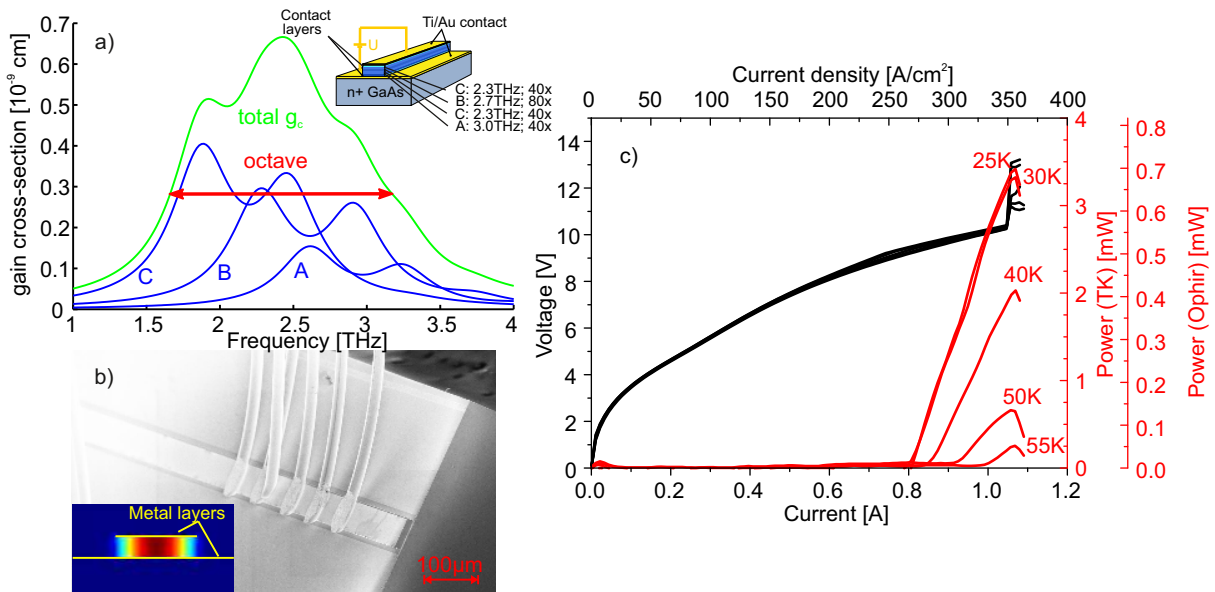 a)
gain cross-section [10⁻⁹ cm]
0.7
0.6
0.5
0.4
0.3
0.2
0.1
0
total g꜀
octave
C
B
A
1
1.5
2
2.5
3
3.5
4
Frequency [THz]
Contact
layers
Ti/Au contact
U
n+ GaAs
C: 2.3THz; 40x
B: 2.7THz; 80x
C: 2.3THz; 40x
A: 3.0THz; 40x
b)
Metal layers
100µm
c)
Current density [A/cm²]
0 50 100 150 200 250 300 350 400
Voltage [V]
14
12
10
8
6
4
2
0
0.0 0.2 0.4 0.6 0.8 1.0 1.2
Current [A]
25K
30K
40K
50K
55K
4
3
2
1
0
Power (TK) [mW]
0.8
0.7
0.6
0.5
0.4
0.3
0.2
0.1
0.0
Power (Ophir) [mW]